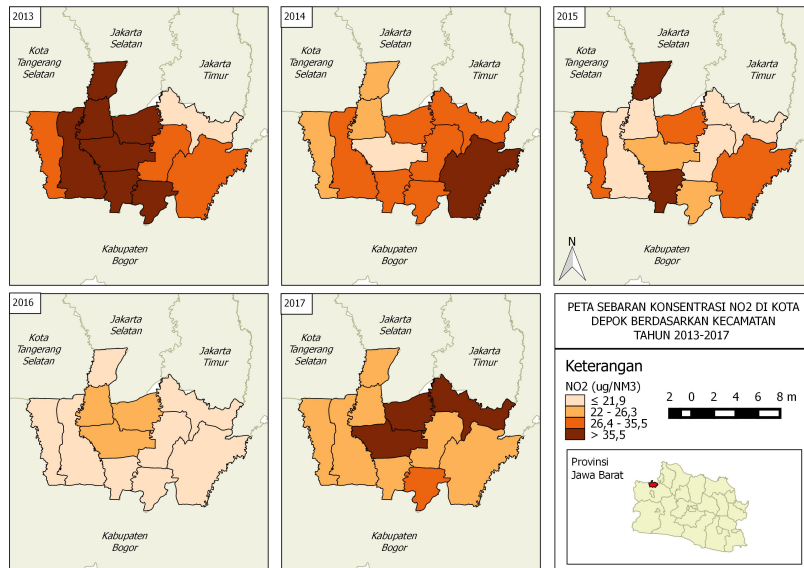 2013
Jakarta
Selatan
Kota
Tangerang
Selatan
Jakarta
Timur
Kabupaten
Bogor
2014
Jakarta
Selatan
Kota
Tangerang
Selatan
Jakarta
Timur
Kabupaten
Bogor
2015
Jakarta
Selatan
Kota
Tangerang
Selatan
Jakarta
Timur
Kabupaten
Bogor
N
2016
Jakarta
Selatan
Kota
Tangerang
Selatan
Jakarta
Timur
Kabupaten
Bogor
2017
Jakarta
Selatan
Kota
Tangerang
Selatan
Jakarta
Timur
Kabupaten
Bogor
PETA SEBARAN KONSENTRASI NO2 DI KOTA
DEPOK BERDASARKAN KECAMATAN
TAHUN 2013-2017
Keterangan
NO2 (ug/NM3)
≤ 21,9
22 - 26,3
26,4 - 35,5
> 35,5
2 0 2 4 6 8 m
Provinsi
Jawa Barat